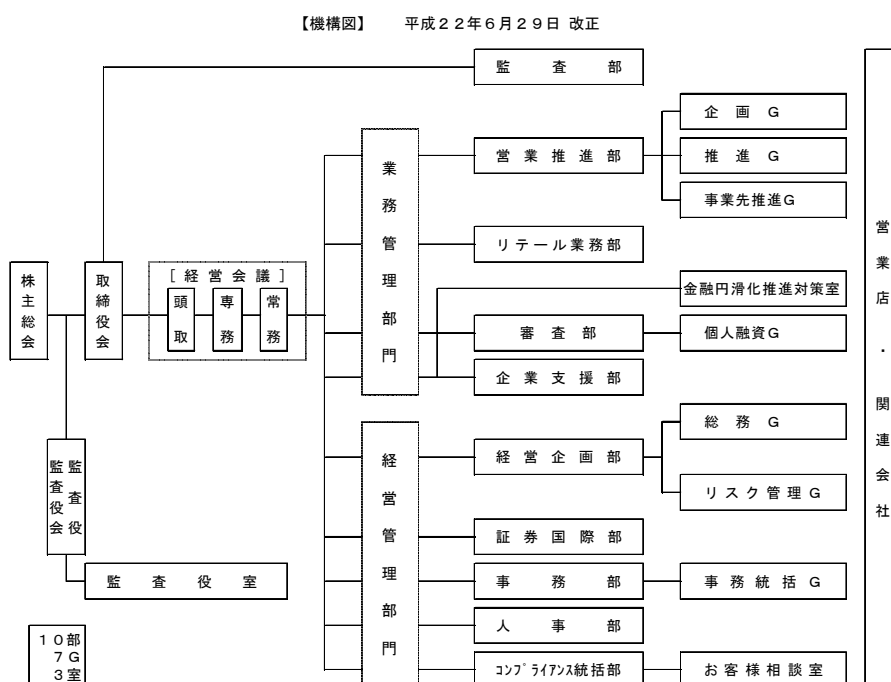 【機構図】 平成２２年６月２９日 改正
監査部
企画Ｇ
営業推進部
推進Ｇ
事業先推進Ｇ
業務管理部門
リテール業務部
株主総会
取締役会
[ 経営会議 ]
頭取
専務
常務
金融円滑化推進対策室
審査部
個人融資Ｇ
企業支援部
営業店・関連会社
総務Ｇ
経営管理部門
経営企画部
リスク管理Ｇ
監査役
監査役会
証券国際部
監査役室
事務部
事務統括Ｇ
人事部
コンプライアンス統括部
お客様相談室
１０部
７Ｇ
３室